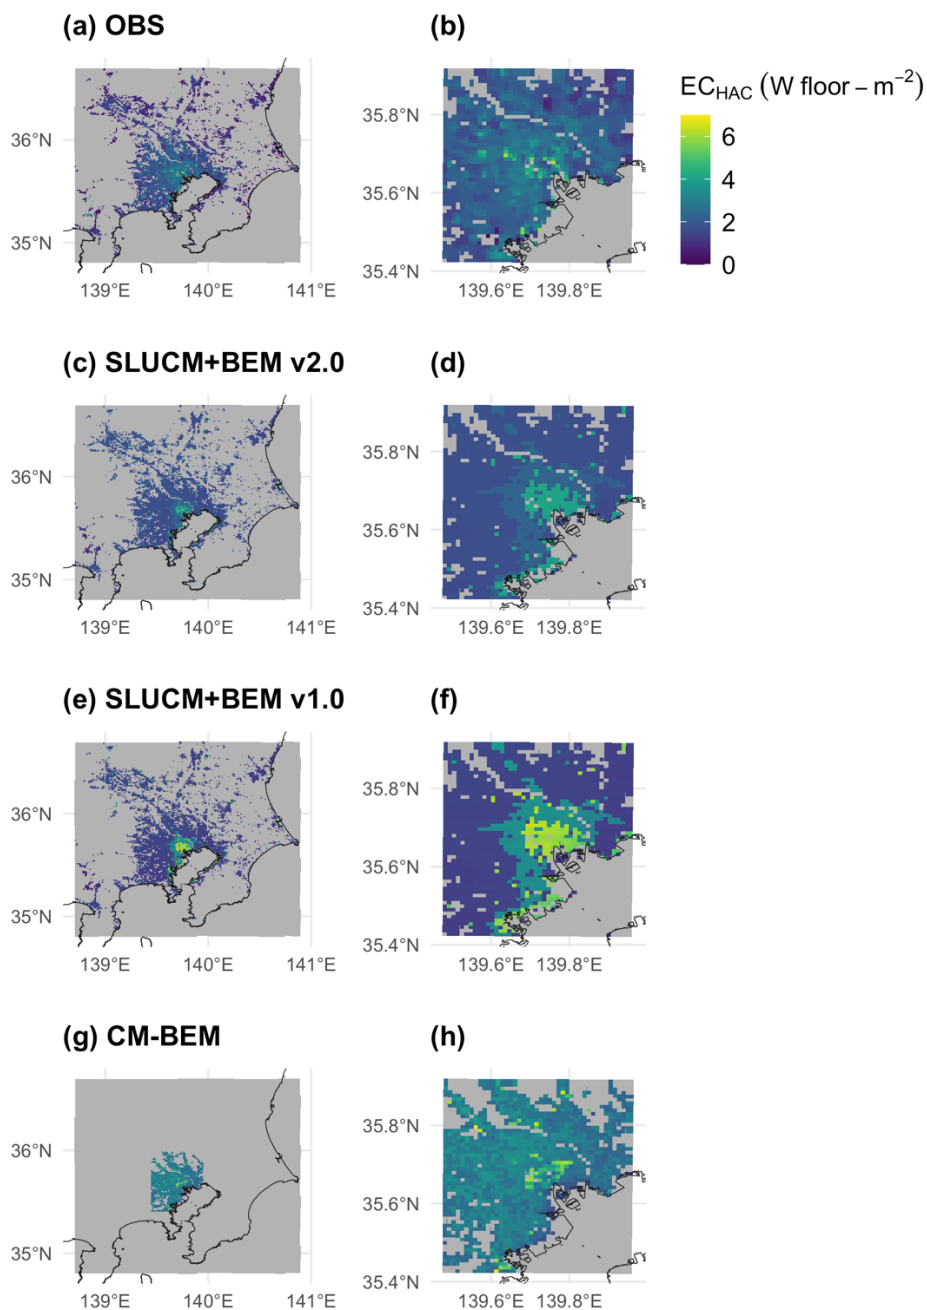 (a) OBS
(b)
36°N
35°N
139°E 140°E 141°E
35.8°N
35.6°N
35.4°N
139.6°E 139.8°E
EC_HAC (W floor – m⁻²)
6
4
2
0
(c) SLUCM+BEM v2.0
(d)
36°N
35°N
139°E 140°E 141°E
35.8°N
35.6°N
35.4°N
139.6°E 139.8°E
(e) SLUCM+BEM v1.0
(f)
36°N
35°N
139°E 140°E 141°E
35.8°N
35.6°N
35.4°N
139.6°E 139.8°E
(g) CM-BEM
(h)
36°N
35°N
139°E 140°E 141°E
35.8°N
35.6°N
35.4°N
139.6°E 139.8°E